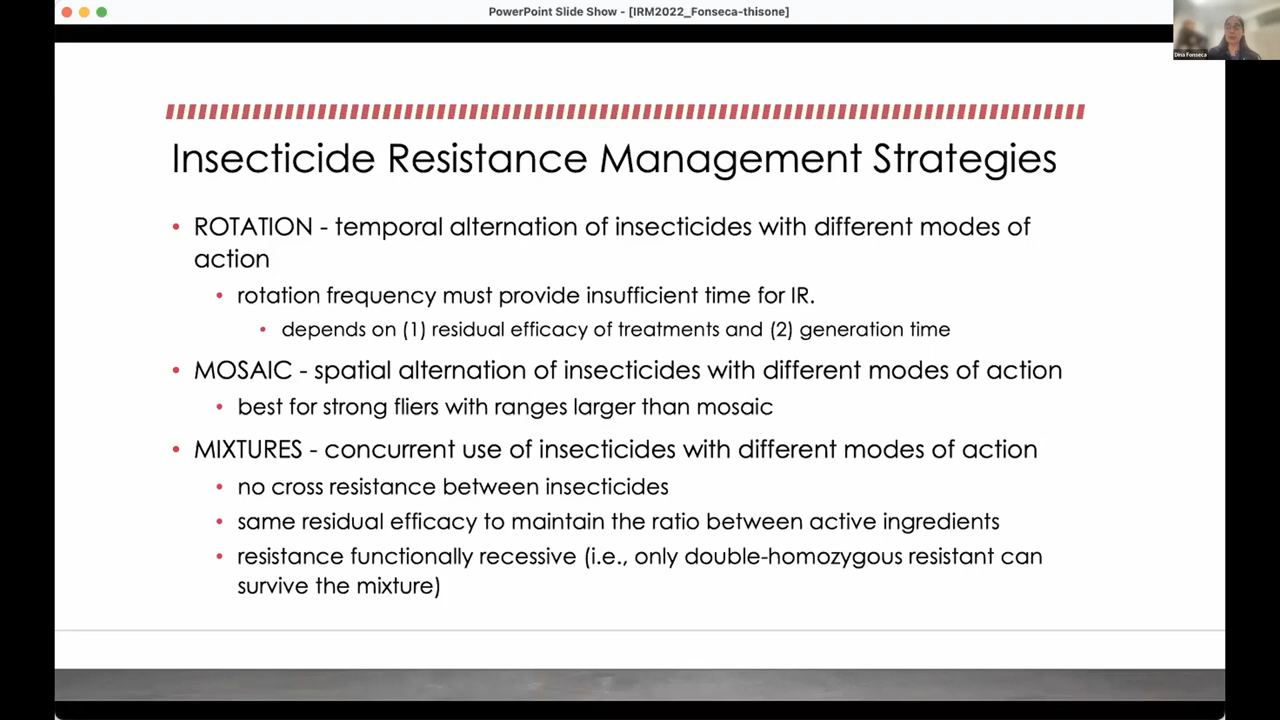 PowerPoint Slide Show - [IRM2022_Fonseca-thisone]
Dina Fonseca
Insecticide Resistance Management Strategies
• ROTATION - temporal alternation of insecticides with different modes of
action
• rotation frequency must provide insufficient time for IR.
• depends on (1) residual efficacy of treatments and (2) generation time
• MOSAIC - spatial alternation of insecticides with different modes of action
• best for strong fliers with ranges larger than mosaic
• MIXTURES - concurrent use of insecticides with different modes of action
• no cross resistance between insecticides
• same residual efficacy to maintain the ratio between active ingredients
• resistance functionally recessive (i.e., only double-homozygous resistant can
survive the mixture)